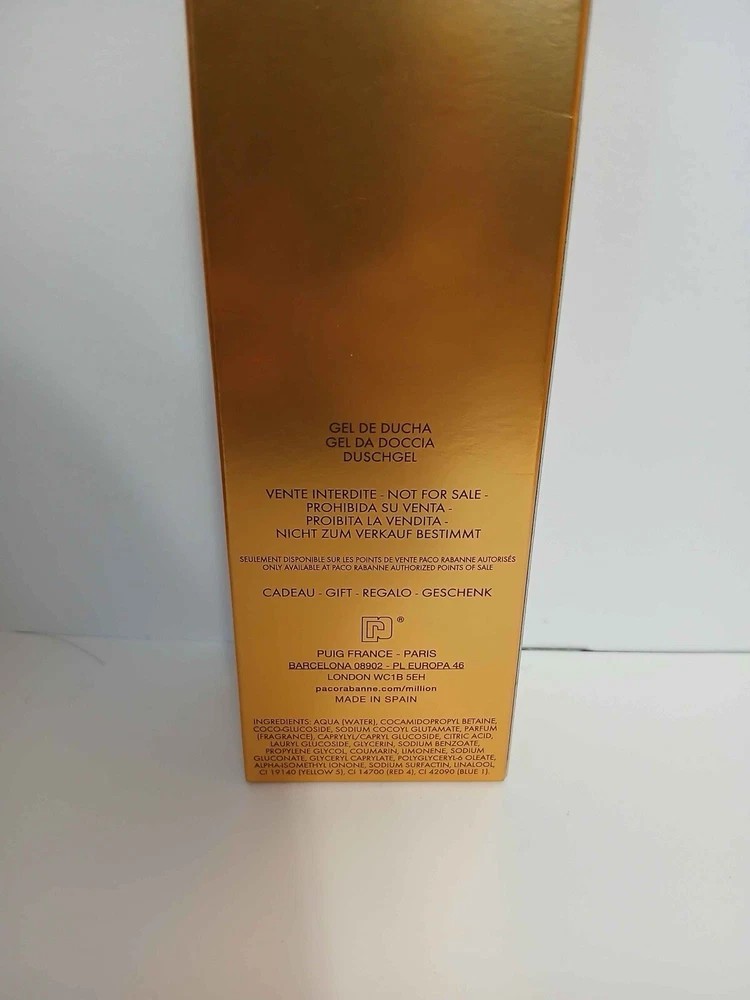 GEL DE DUCHA
GEL DA DOCCIA
DUSCHGEL
VENTE INTERDITE - NOT FOR SALE -
PROHIBIDA SU VENTA -
PROIBITA LA VENDITA -
NICHT ZUM VERKAUF BESTIMMT
SEULEMENT DISPONIBLE SUR LES POINTS DE VENTE PACO RABANNE AUTORISÉS
ONLY AVAILABLE AT PACO RABANNE AUTHORIZED POINTS OF SALE
CADEAU - GIFT - REGALO - GESCHENK
®
PUIG FRANCE - PARIS
BARCELONA 08902 - PL EUROPA 46
LONDON WC1B 5EH
pacorabanne.com/million
MADE IN SPAIN
INGREDIENTS: AQUA (WATER), COCAMIDOPROPYL BETAINE,
COCO-GLUCOSIDE, SODIUM COCOYL GLUTAMATE, PARFUM
(FRAGRANCE), CAPRYLYL/CAPRYL GLUCOSIDE, CITRIC ACID,
LAURYL GLUCOSIDE, GLYCERIN, SODIUM BENZOATE,
PROPYLENE GLYCOL, COUMARIN, LIMONENE, SODIUM
GLUCONATE, GLYCERYL CAPRYLATE, POLYGLYCERYL-6 OLEATE,
ALPHA-ISOMETHYL IONONE, SODIUM SURFACTIN, LINALOOL,
CI 19140 (YELLOW 5), CI 14700 (RED 4), CI 42090 (BLUE 1).